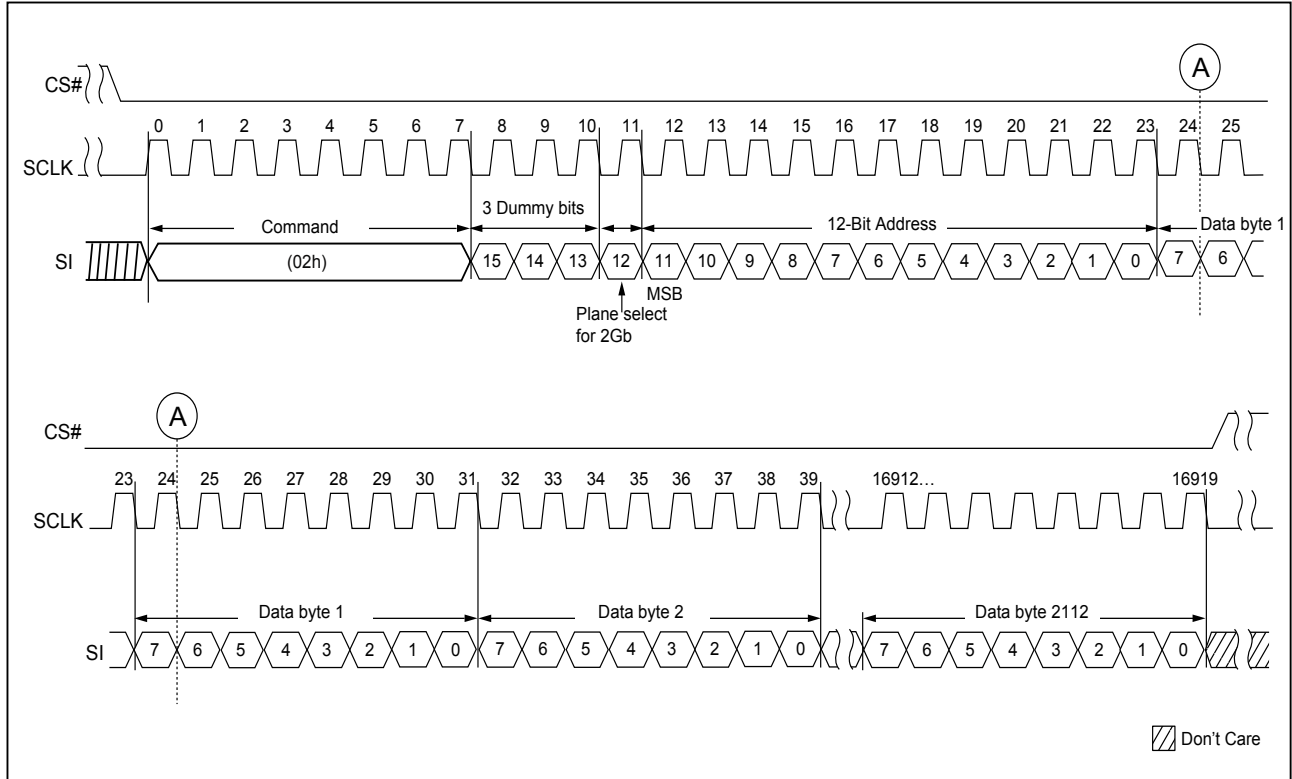 A
CS#
0 1 2 3 4 5 6 7 8 9 10 11 12 13 14 15 16 17 18 19 20 21 22 23 24 25
SCLK
Command 3 Dummy bits 12-Bit Address Data byte 1
SI (02h) 15 14 13 12 11 10 9 8 7 6 5 4 3 2 1 0 7 6
MSB
Plane select
for 2Gb
A
CS#
23 24 25 26 27 28 29 30 31 32 33 34 35 36 37 38 39 16912... 16919
SCLK
Data byte 1 Data byte 2 Data byte 2112
SI 7 6 5 4 3 2 1 0 7 6 5 4 3 2 1 0 7 6 5 4 3 2 1 0
Don't Care